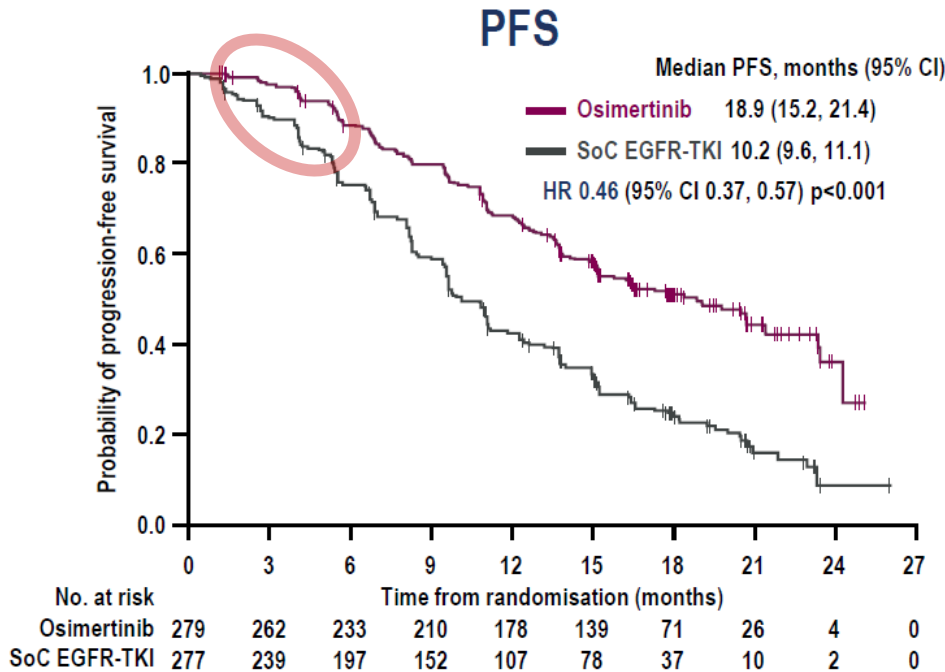 PFS
Median PFS, months (95% CI)
Osimertinib 18.9 (15.2, 21.4)
SoC EGFR-TKI 10.2 (9.6, 11.1)
HR 0.46 (95% CI 0.37, 0.57) p<0.001
Probability of progression-free survival
1.0
0.8
0.6
0.4
0.2
0.0
0 3 6 9 12 15 18 21 24 27
No. at risk Time from randomisation (months)
Osimertinib 279 262 233 210 178 139 71 26 4 0
SoC EGFR-TKI 277 239 197 152 107 78 37 10 2 0